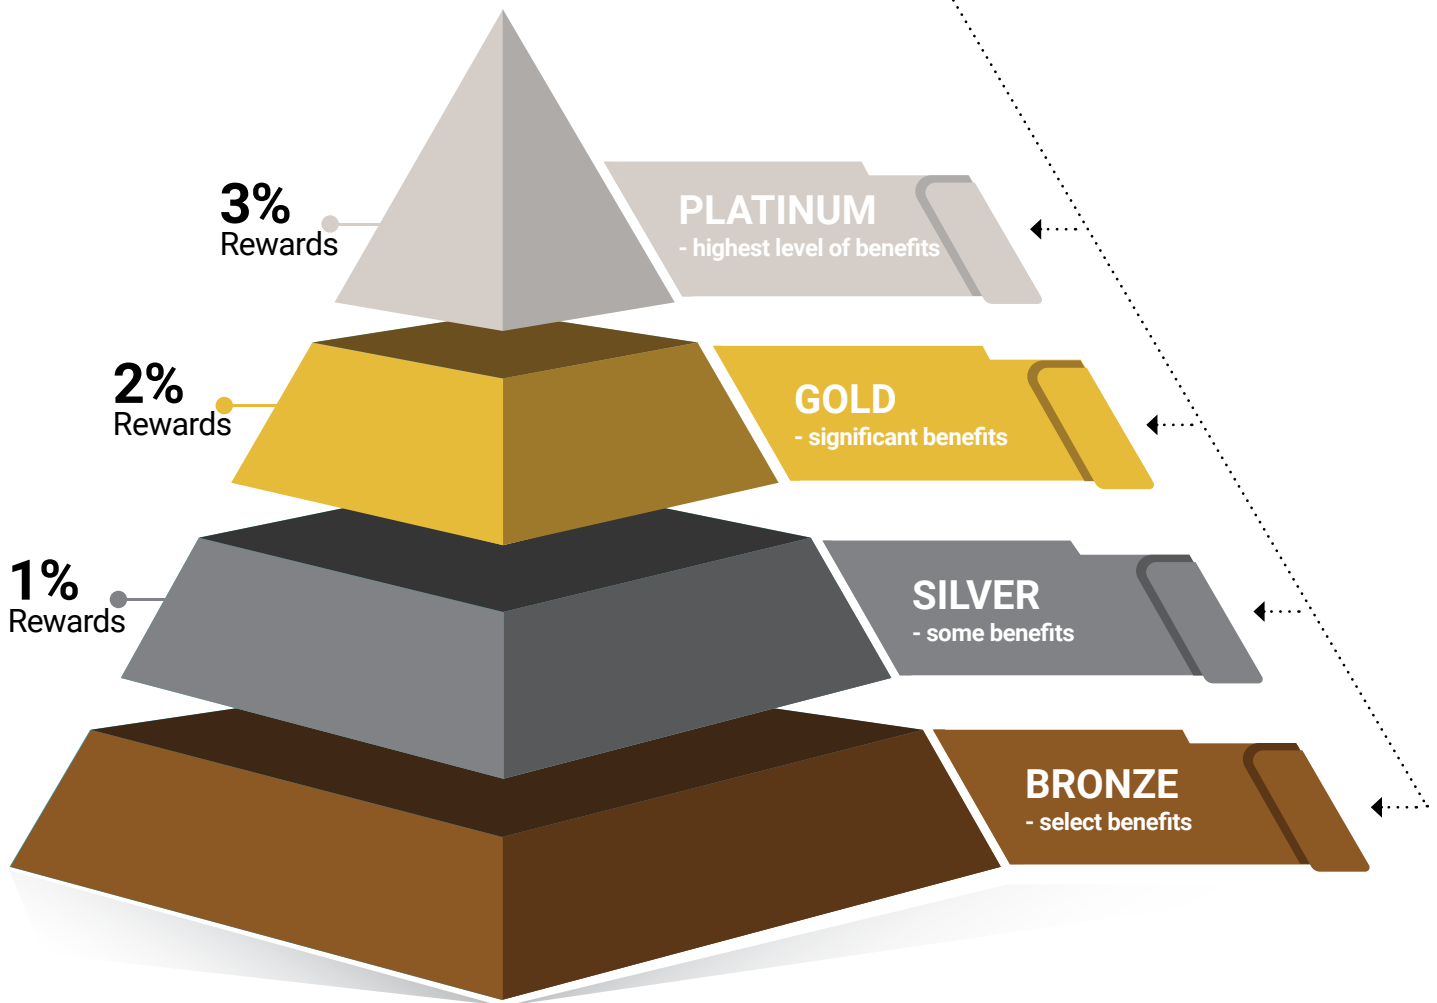 3%
Rewards
PLATINUM
- highest level of benefits
2%
Rewards
GOLD
- significant benefits
1%
Rewards
SILVER
- some benefits
BRONZE
- select benefits